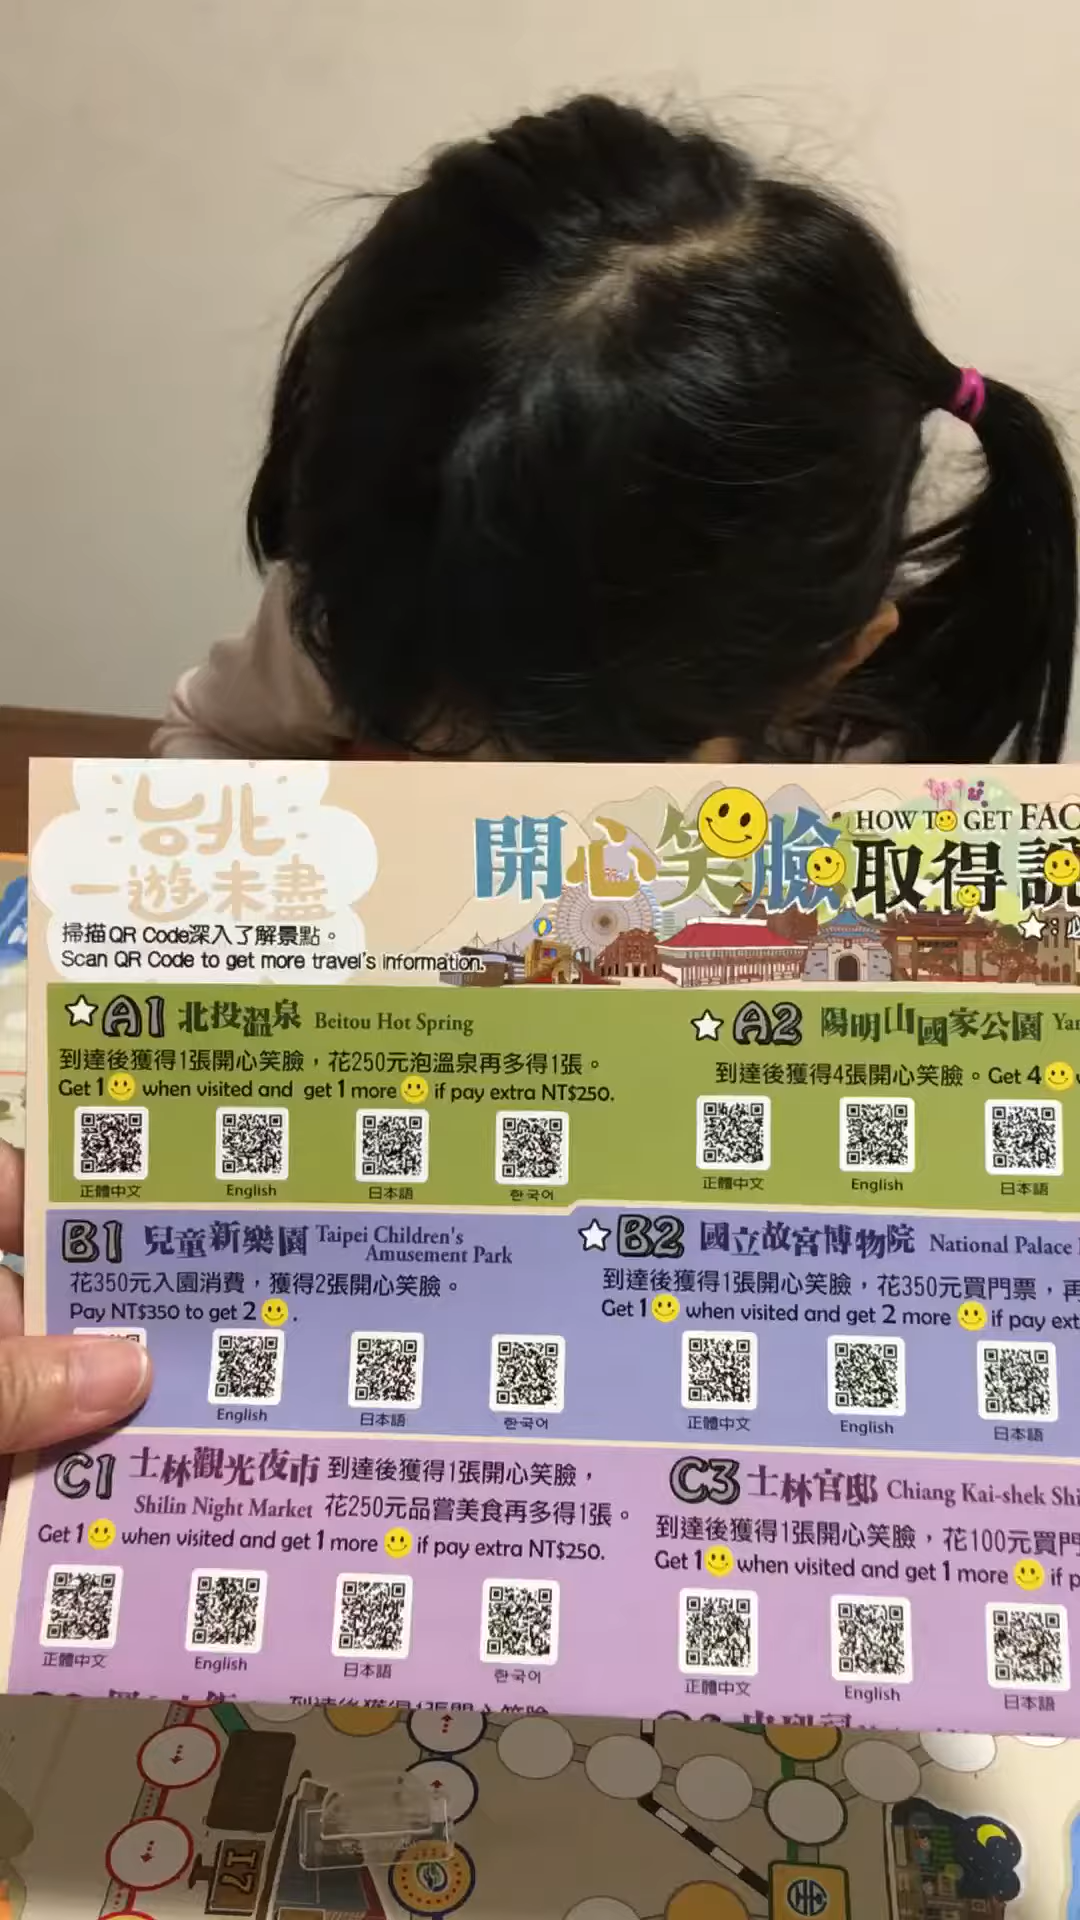 台北
一遊未盡
掃描QR Code深入了解景點。
Scan QR Code to get more travel's information.
開心笑臉取得
HOW TO GET
A1 北投溫泉 Beitou Hot Spring
到達後獲得1張開心笑臉，花250元泡溫泉再多得1張。
Get 1 when visited and get 1 more if pay extra NT$250.
正體中文 English 日本語 한국어
A2 陽明山國家公園
到達後獲得4張開心笑臉。Get 4
正體中文 English 日本語
B1 兒童新樂園 Taipei Children's
Amusement Park
花350元入園消費，獲得2張開心笑臉。
Pay NT$350 to get 2 .
English 日本語 한국어
B2 國立故宮博物院 National Palace
到達後獲得1張開心笑臉，花350元買門票，再
Get 1 when visited and get 2 more if pay
正體中文 English 日本語
C1 士林觀光夜市 到達後獲得1張開心笑臉，
Shilin Night Market 花250元品嘗美食再多得1張。
Get 1 when visited and get 1 more if pay extra NT$250.
正體中文 English 日本語 한국어
C3 士林官邸 Chiang Kai-shek
到達後獲得1張開心笑臉，花100元買門
Get 1 when visited and get 1 more if
正體中文 English 日本語
I7